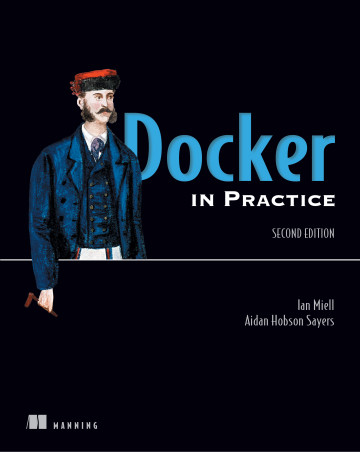 Docker
IN PRACTICE
SECOND EDITION
Ian Miell
Aidan Hobson Sayers
MANNING